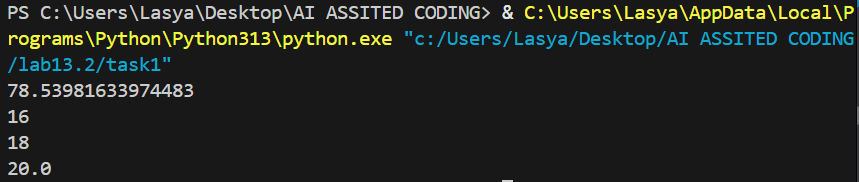 PS C:\Users\Lasya\Desktop\AI ASSITED CODING> & C:\Users\Lasya\AppData\Local\P
rograms\Python\Python313\python.exe "c:/Users/Lasya/Desktop/AI ASSITED CODING
/lab13.2/task1"
78.53981633974483
16
18
20.0